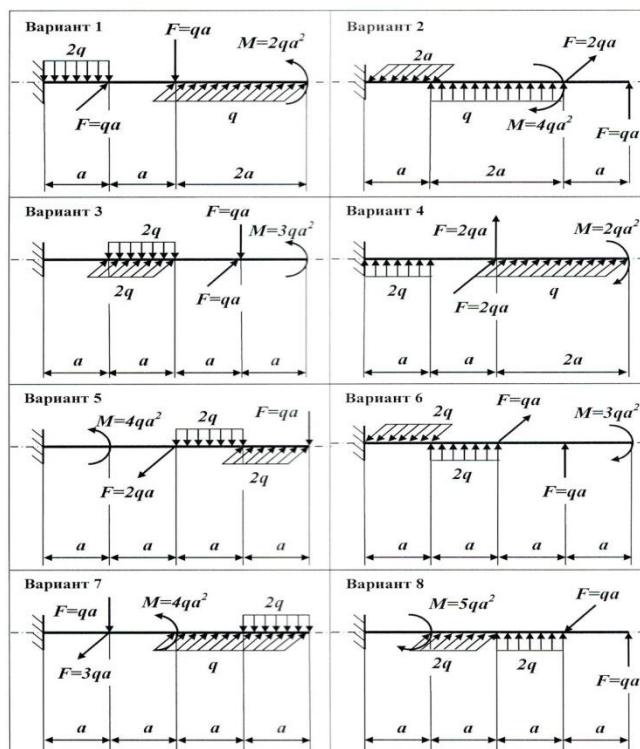 Вариант 1
2q
F=qa
M=2qa²
F=qa
q
a a 2a
Вариант 2
2a
F=2qa
q
M=4qa²
F=qa
a 2a a
Вариант 3
F=qa
2q
M=3qa²
2q
F=qa
a a a a
Вариант 4
F=2qa
M=2qa²
2q
q
F=2qa
a a 2a
Вариант 5
M=4qa²
2q
F=qa
F=2qa
2q
a a a a
Вариант 6
2q
F=qa
M=3qa²
2q
F=qa
a a a a
Вариант 7
F=qa
M=4qa²
2q
F=3qa
q
a a a a
Вариант 8
M=5qa²
F=qa
2q
2q
F=qa
a a a a